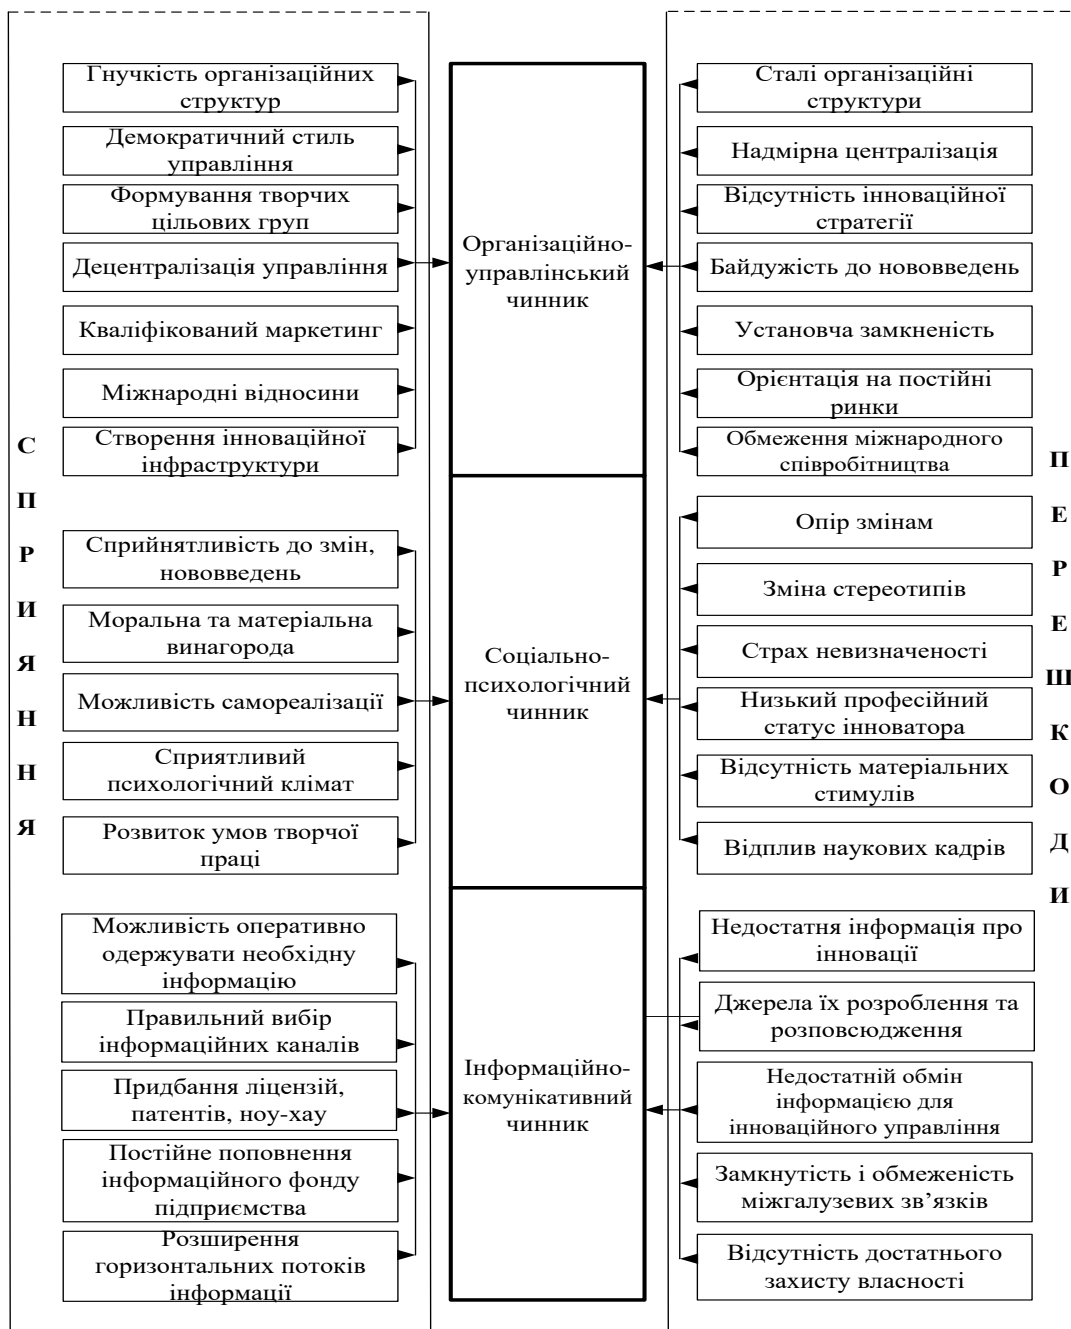 С
П
Р
И
Я
Н
Н
Я
Гнучкість організаційних
структур
Демократичний стиль
управління
Формування творчих
цільових груп
Децентралізація управління
Кваліфікований маркетинг
Міжнародні відносини
Створення інноваційної
інфраструктури
Сприйнятливість до змін,
нововведень
Моральна та матеріальна
винагорода
Можливість самореалізації
Сприятливий
психологічний клімат
Розвиток умов творчої
праці
Можливість оперативно
одержувати необхідну
інформацію
Правильний вибір
інформаційних каналів
Придбання ліцензій,
патентів, ноу-хау
Постійне поповнення
інформаційного фонду
підприємства
Розширення
горизонтальних потоків
інформації
Організаційно-
управлінський
чинник
Соціально-
психологічний
чинник
Інформаційно-
комунікативний
чинник
Сталі організаційні
структури
Надмірна централізація
Відсутність інноваційної
стратегії
Байдужість до нововведень
Установча замкненість
Орієнтація на постійні
ринки
Обмеження міжнародного
співробітництва
Опір змінам
Зміна стереотипів
Страх невизначеності
Низький професійний
статус інноватора
Відсутність матеріальних
стимулів
Відплив наукових кадрів
Недостатня інформація про
інновації
Джерела їх розроблення та
розповсюдження
Недостатній обмін
інформацією для
інноваційного управління
Замкнутість і обмеженість
міжгалузевих зв’язків
Відсутність достатнього
захисту власності
П
Е
Р
Е
Ш
К
О
Д
И